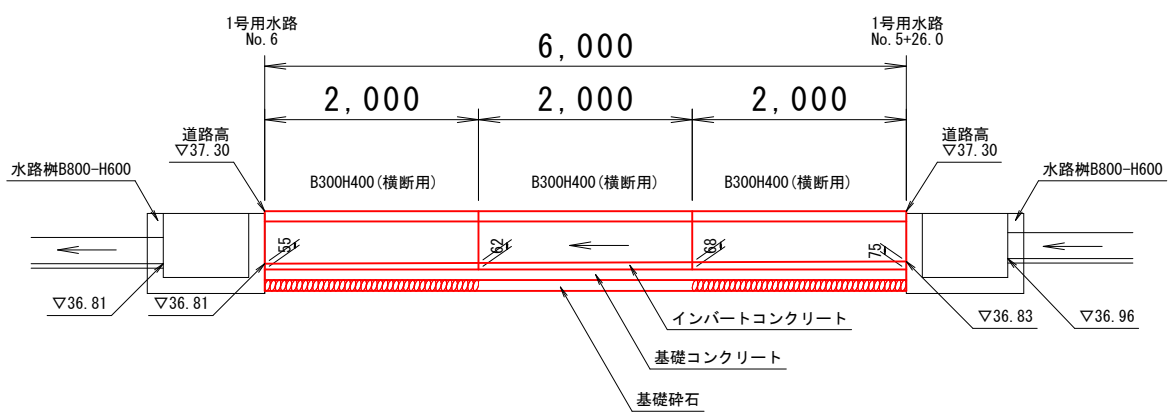 1号用水路
No.6
1号用水路
No.5+26.0
6,000
2,000
2,000
2,000
道路高
▽37.30
道路高
▽37.30
水路桝B800-H600
B300H400(横断用)
B300H400(横断用)
B300H400(横断用)
水路桝B800-H600
55
62
68
75
▽36.81
▽36.81
インバートコンクリート
▽36.83
▽36.96
基礎コンクリート
基礎砕石